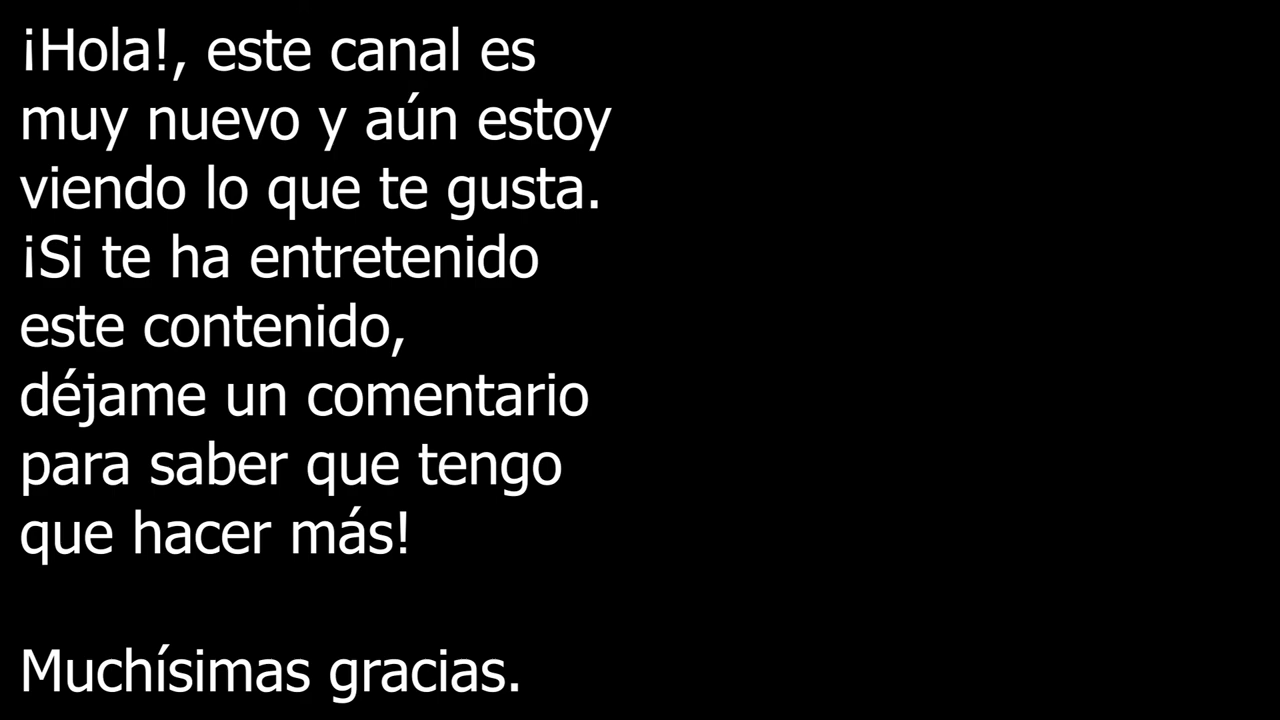 ¡Hola!, este canal es
muy nuevo y aún estoy
viendo lo que te gusta.
¡Si te ha entretenido
este contenido,
déjame un comentario
para saber que tengo
que hacer más!
Muchísimas gracias.